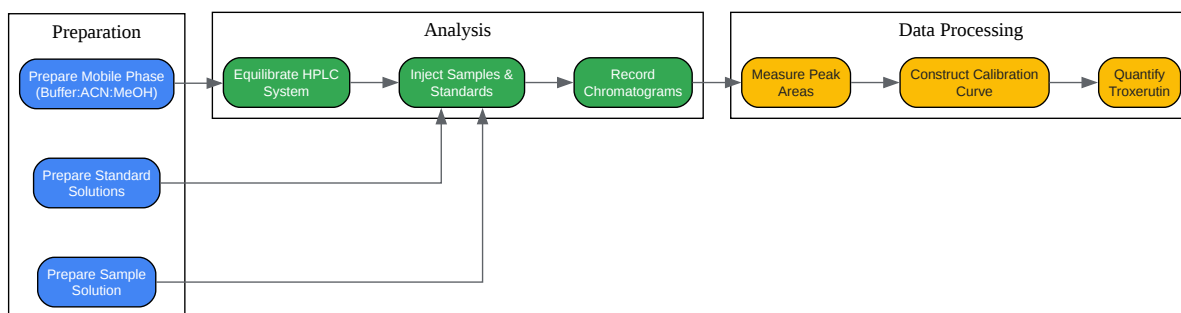 Preparation
Prepare Mobile Phase
(Buffer:ACN:MeOH)
Prepare Standard
Solutions
Prepare Sample
Solution
Analysis
Equilibrate HPLC
System
Inject Samples &
Standards
Record
Chromatograms
Data Processing
Measure Peak
Areas
Construct Calibration
Curve
Quantify
Troxerutin